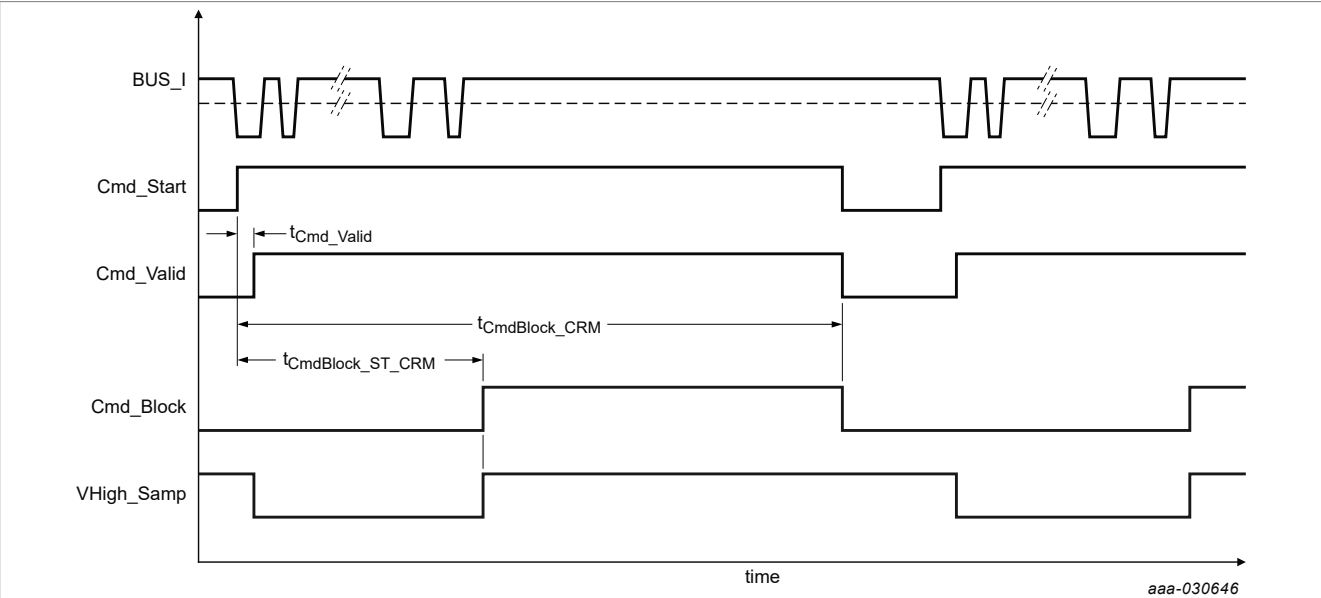 BUS_I
Cmd_Start
tCmd_Valid
Cmd_Valid
tCmdBlock_CRM
tCmdBlock_ST_CRM
Cmd_Block
VHigh_Samp
time
aaa-030646